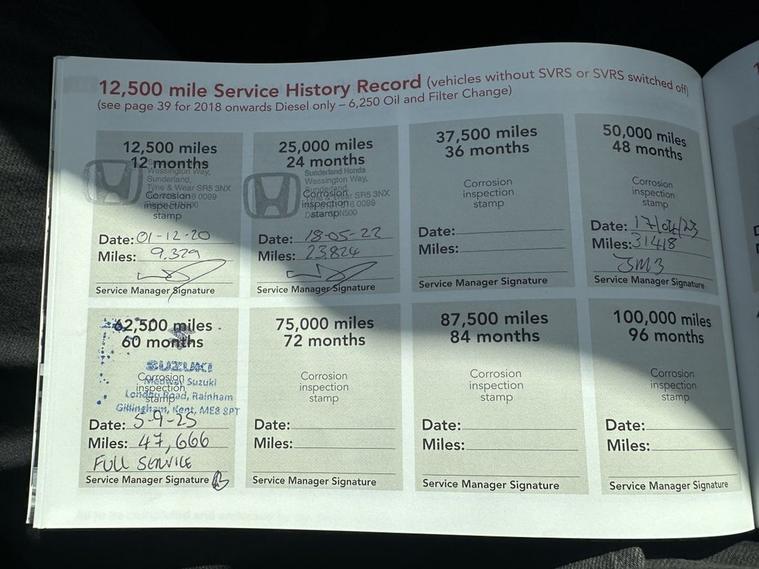 12,500 mile Service History Record (vehicles without SVRS or SVRS switched off)
(see page 39 for 2018 onwards Diesel only – 6,250 Oil and Filter Change)
12,500 miles
12 months
Wessington Way,
Sunderland,
Tyne & Wear SR5 3NX
Corrosion
inspection
stamp
Date: 01-12-20
Miles: 9.329
Service Manager Signature
25,000 miles
24 months
Sunderland Honda
Wessington Way,
Sunderland
Corrosion
inspection
stamp
Date: 18-05-22
Miles: 23824
Service Manager Signature
37,500 miles
36 months
Corrosion
inspection
stamp
Date:
Miles:
Service Manager Signature
50,000 miles
48 months
Corrosion
inspection
stamp
Date: 17/04/23
Miles: 31418
Service Manager Signature
62,500 miles
60 months
SUZUKI
Corrosion
inspection
stamp
Medway Suzuki
London Road, Rainham
Gillingham, Kent, ME8 8PT
Date: 5-9-25
Miles: 47,666
FULL SERVICE
Service Manager Signature
75,000 miles
72 months
Corrosion
inspection
stamp
Date:
Miles:
Service Manager Signature
87,500 miles
84 months
Corrosion
inspection
stamp
Date:
Miles:
Service Manager Signature
100,000 miles
96 months
Corrosion
inspection
stamp
Date:
Miles:
Service Manager Signature